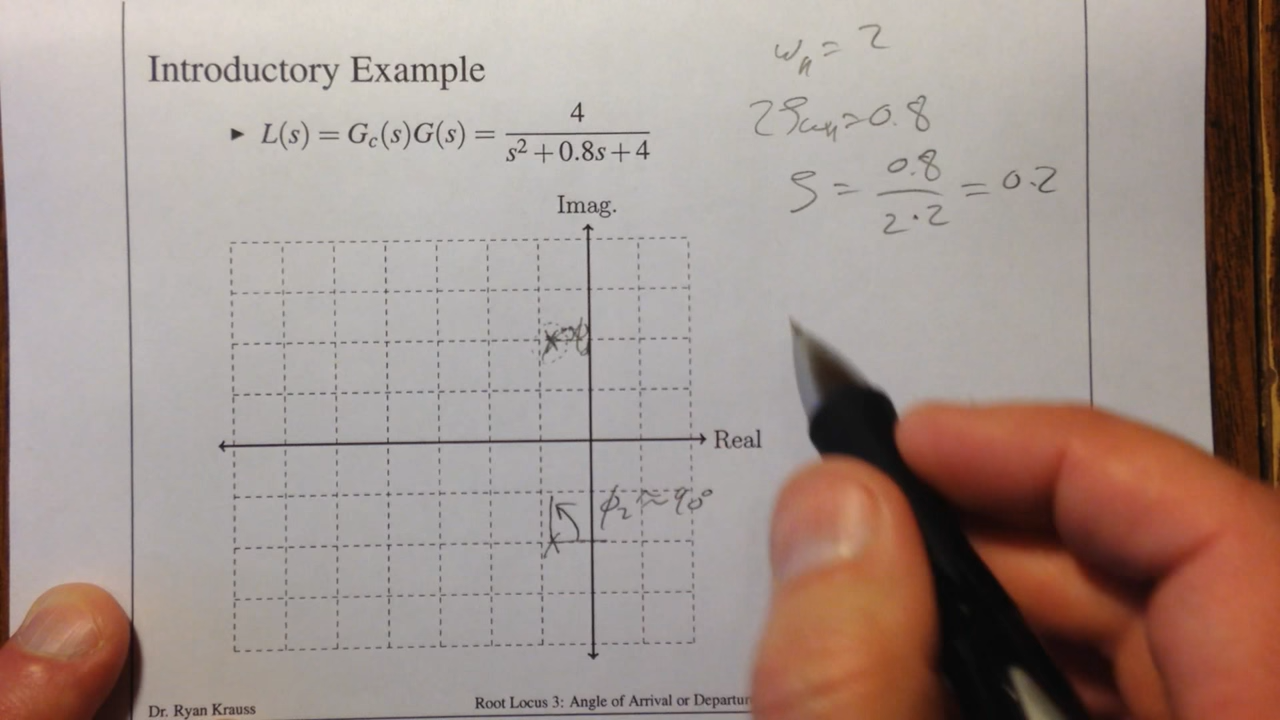 Introductory Example
► L(s) = G_c(s)G(s) = 4 / (s² + 0.8s + 4)
ω_n = 2
2ζω_n = 0.8
ζ = 0.8 / (2·2) = 0.2
Imag.
Real
ϕ₂ ≈ 90°
Dr. Ryan Krauss
Root Locus 3: Angle of Arrival or